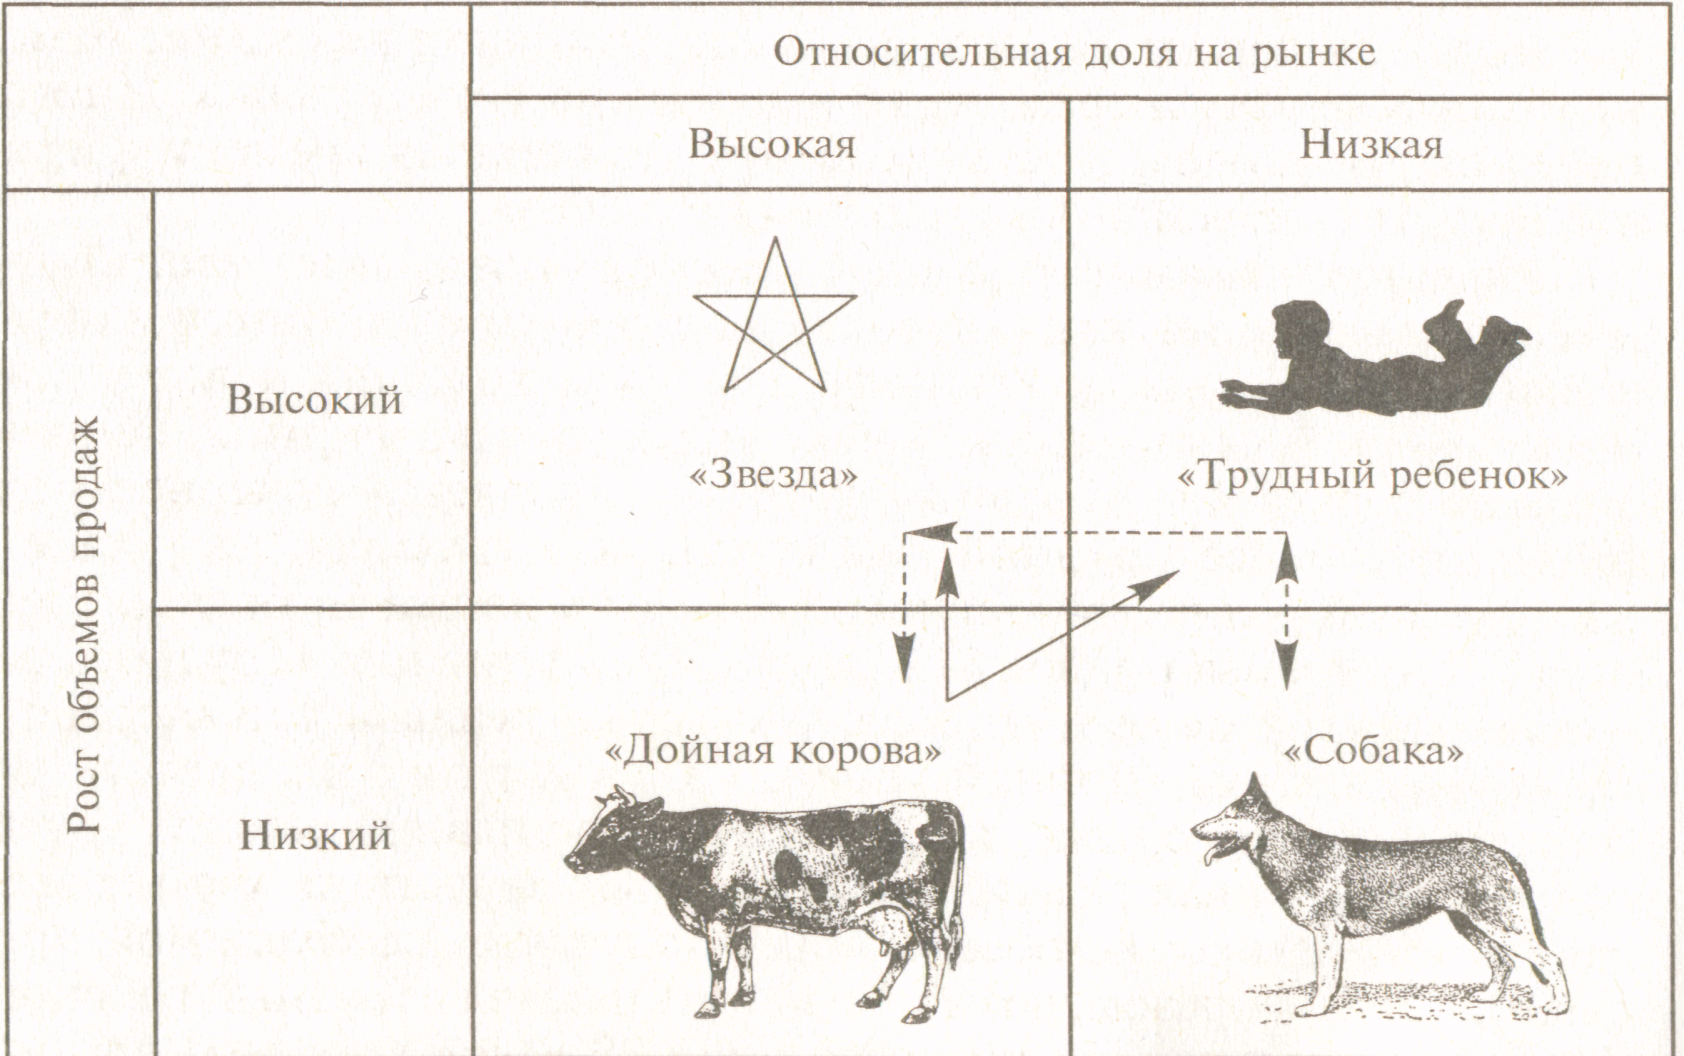 Относительная доля на рынке
Высокая
Низкая
Рост объемов продаж
Высокий
«Звезда»
«Трудный ребенок»
Низкий
«Дойная корова»
«Собака»